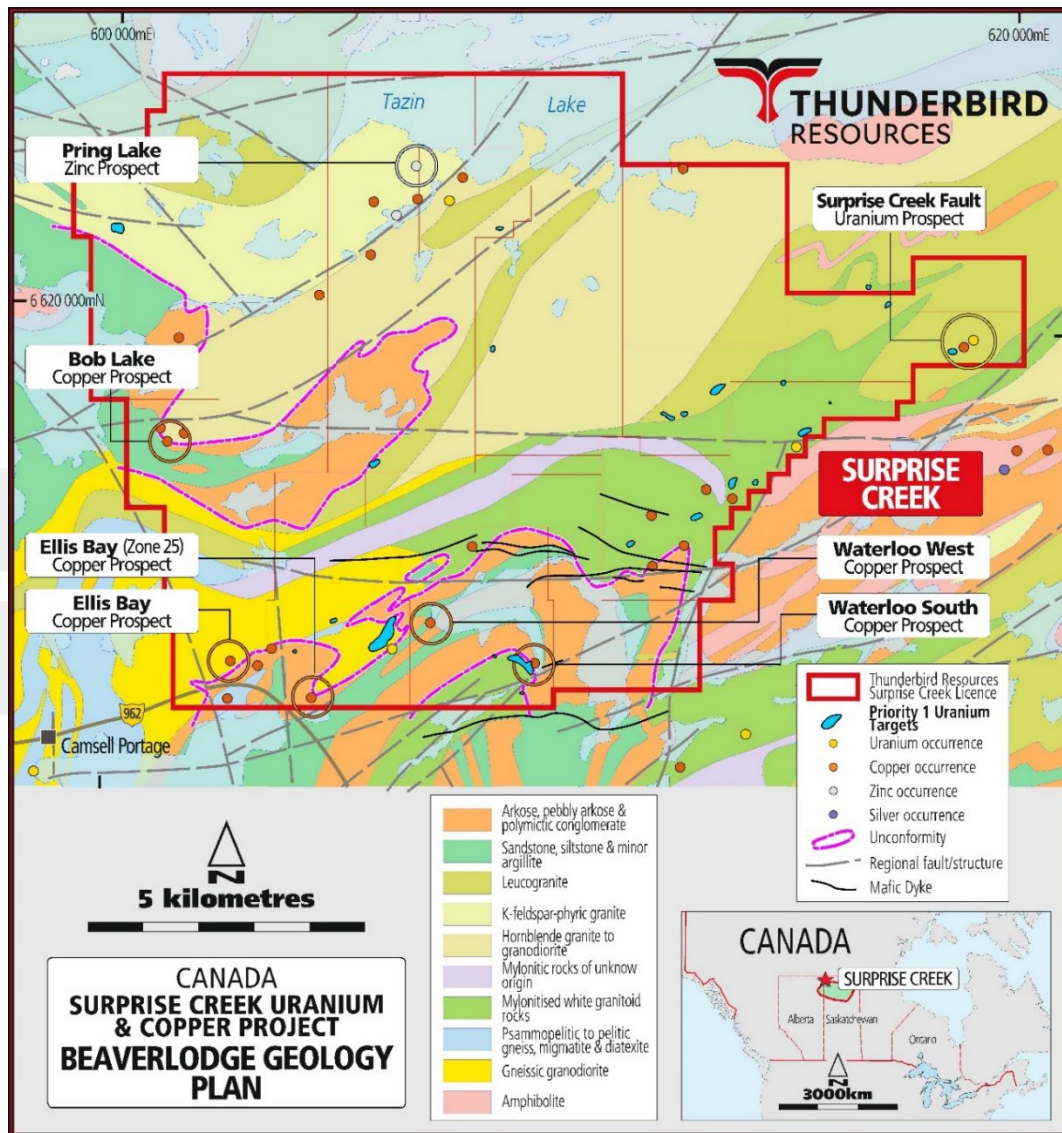 600 000mE
620 000mE
Tazin Lake
THUNDERBIRD
RESOURCES
Pring Lake
Zinc Prospect
Surprise Creek Fault
Uranium Prospect
6 620 000mN
Bob Lake
Copper Prospect
SURPRISE
CREEK
Ellis Bay (Zone 25)
Copper Prospect
Waterloo West
Copper Prospect
Ellis Bay
Copper Prospect
Waterloo South
Copper Prospect
962
Camsell Portage
Thunderbird Resources
Surprise Creek Licence
Priority 1 Uranium
Targets
Uranium occurrence
Copper occurrence
Zinc occurrence
Silver occurrence
Unconformity
Regional fault/structure
Mafic Dyke
Arkose, pebbly arkose &
polymictic conglomerate
Sandstone, siltstone & minor
argillite
Leucogranite
K-feldspar-phyric granite
Hornblende granite to
granodiorite
Mylonitic rocks of unknow
origin
Mylonitised white granitoid
rocks
Psammopelitic to pelitic
gneiss, migmatite & diatexite
Gneissic granodiorite
Amphibolite
N
5 kilometres
CANADA
SURPRISE CREEK URANIUM
& COPPER PROJECT
BEAVERLODGE GEOLOGY
PLAN
CANADA
SURPRISE CREEK
Alberta
Saskatchewan
Ontario
N
3000km